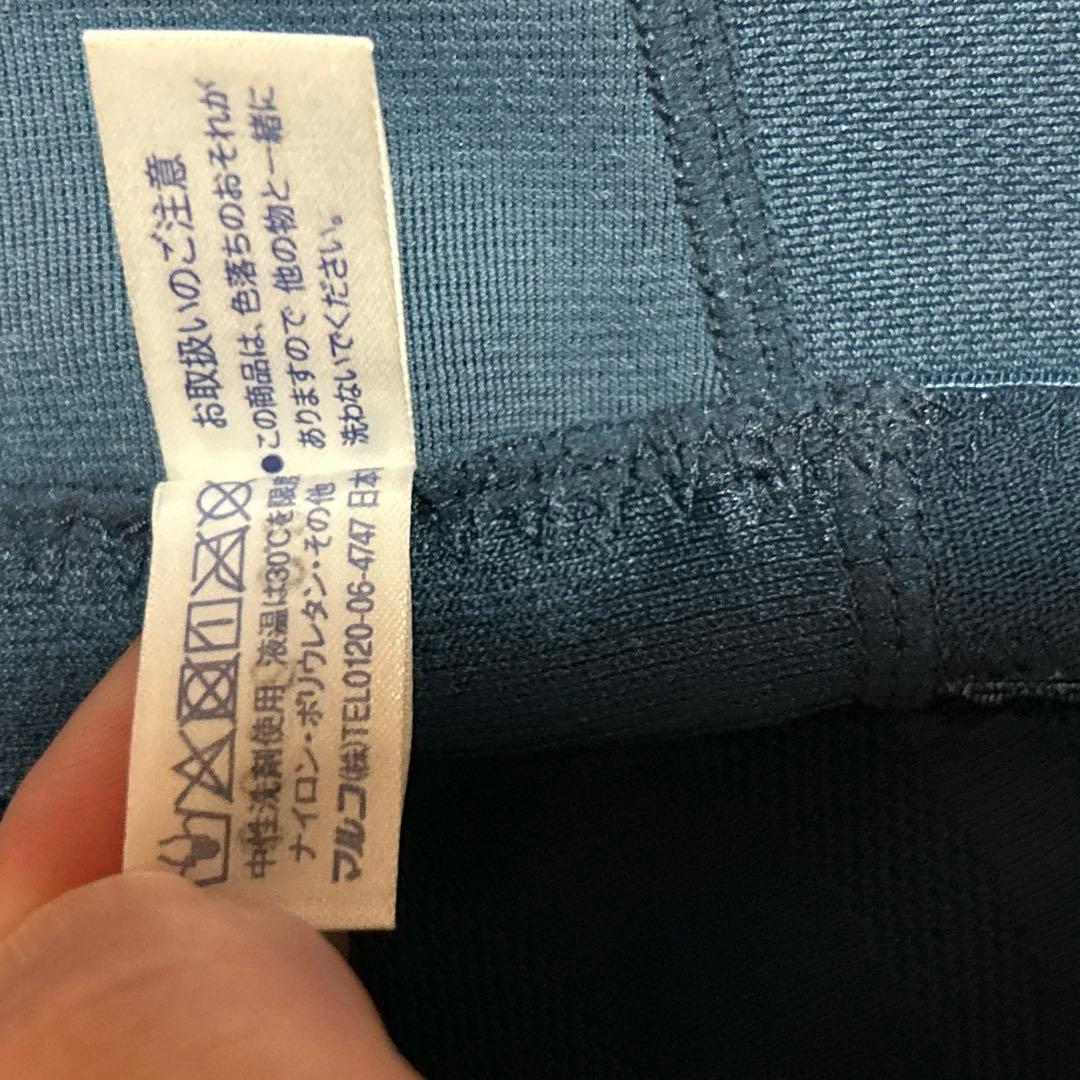 お取扱いのご注意
●この商品は、色落ちのおそれが
ありますので 他の物と一緒に
洗わないでください。
中性洗剤使用 液温は30℃を限度
ナイロン・ポリウレタン・その他
マルコ(株)TEL0120-06-4747 日本